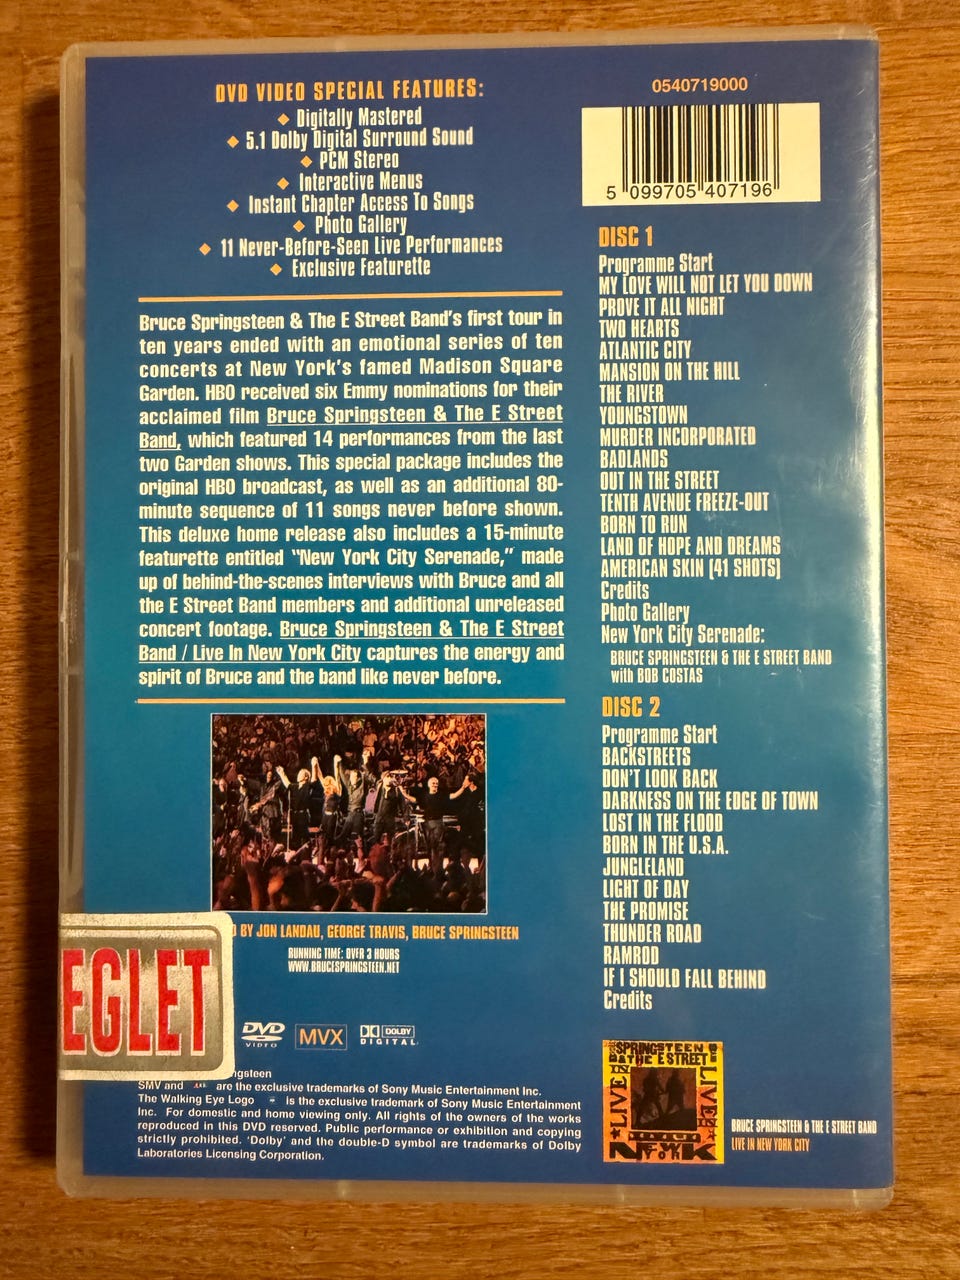 DVD VIDEO SPECIAL FEATURES:
◆ Digitally Mastered
◆ 5.1 Dolby Digital Surround Sound
◆ PCM Stereo
◆ Interactive Menus
◆ Instant Chapter Access To Songs
◆ Photo Gallery
◆ 11 Never-Before-Seen Live Performances
◆ Exclusive Featurette
Bruce Springsteen & The E Street Band's first tour in
ten years ended with an emotional series of ten
concerts at New York's famed Madison Square
Garden. HBO received six Emmy nominations for their
acclaimed film Bruce Springsteen & The E Street
Band, which featured 14 performances from the last
two Garden shows. This special package includes the
original HBO broadcast, as well as an additional 80-
minute sequence of 11 songs never before shown.
This deluxe home release also includes a 15-minute
featurette entitled "New York City Serenade," made
up of behind-the-scenes interviews with Bruce and all
the E Street Band members and additional unreleased
concert footage. Bruce Springsteen & The E Street
Band / Live In New York City captures the energy and
spirit of Bruce and the band like never before.
BY JON LANDAU, GEORGE TRAVIS, BRUCE SPRINGSTEEN
RUNNING TIME: OVER 3 HOURS
WWW.BRUCESPRINGSTEEN.NET
EGLET
DVD VIDEO
MVX
DOLBY DIGITAL
SMV and are the exclusive trademarks of Sony Music Entertainment Inc.
The Walking Eye Logo is the exclusive trademark of Sony Music Entertainment
Inc. For domestic and home viewing only. All rights of the owners of the works
reproduced in this DVD reserved. Public performance or exhibition and copying
strictly prohibited. 'Dolby' and the double-D symbol are trademarks of Dolby
Laboratories Licensing Corporation.
0540719000
5 099705 407196
DISC 1
Programme Start
MY LOVE WILL NOT LET YOU DOWN
PROVE IT ALL NIGHT
TWO HEARTS
ATLANTIC CITY
MANSION ON THE HILL
THE RIVER
YOUNGSTOWN
MURDER INCORPORATED
BADLANDS
OUT IN THE STREET
TENTH AVENUE FREEZE-OUT
BORN TO RUN
LAND OF HOPE AND DREAMS
AMERICAN SKIN (41 SHOTS)
Credits
Photo Gallery
New York City Serenade:
BRUCE SPRINGSTEEN & THE E STREET BAND
with BOB COSTAS
DISC 2
Programme Start
BACKSTREETS
DON'T LOOK BACK
DARKNESS ON THE EDGE OF TOWN
LOST IN THE FLOOD
BORN IN THE U.S.A.
JUNGLELAND
LIGHT OF DAY
THE PROMISE
THUNDER ROAD
RAMROD
IF I SHOULD FALL BEHIND
Credits
SPRINGSTEEN
& THE E STREET
LIVE
IN
LIVE
NEW
YORK
BRUCE SPRINGSTEEN & THE E STREET BAND
LIVE IN NEW YORK CITY